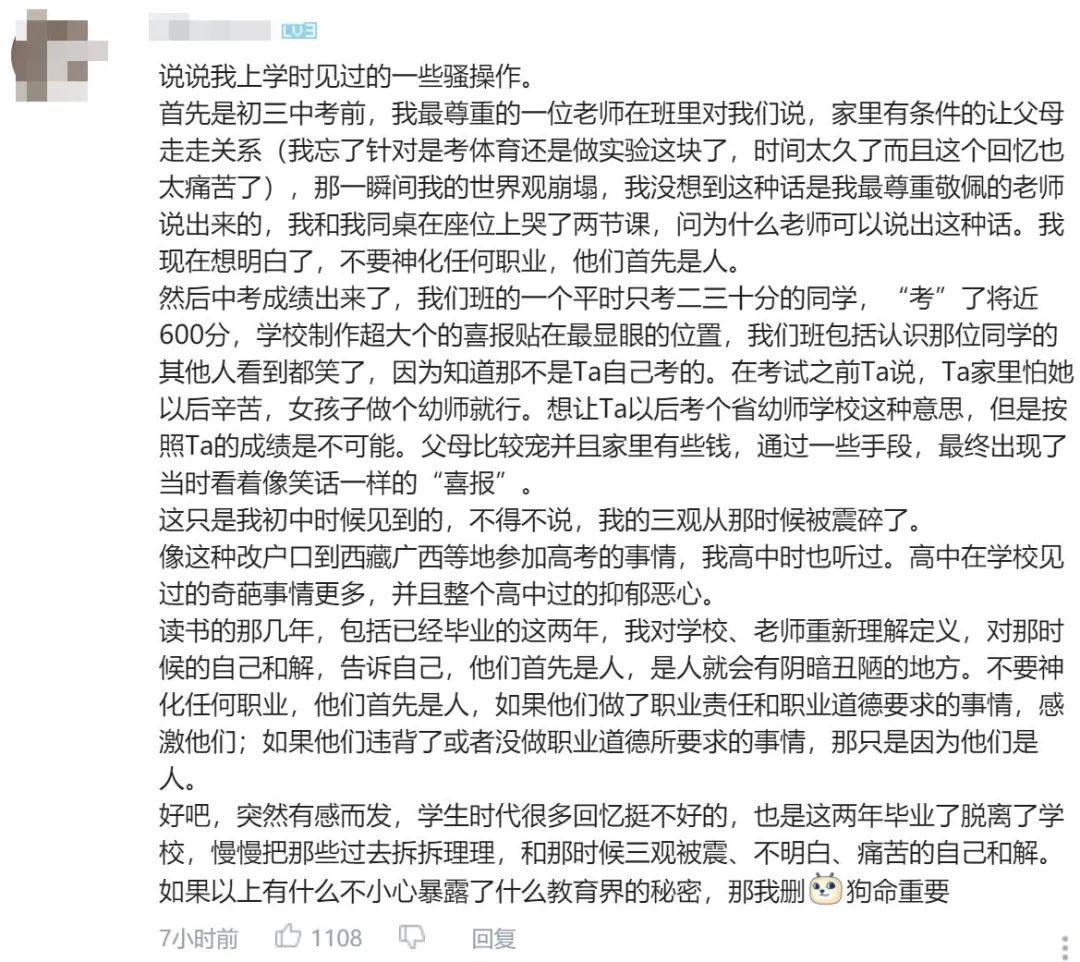 LV3
说说我上学时见过的一些骚操作。
首先是初三中考前，我最尊重的一位老师在班里对我们说，家里有条件的让父母
走走关系（我忘了针对是考体育还是做实验这块了，时间太久了而且这个回忆也
太痛苦了），那一瞬间我的世界观崩塌，我没想到这种话是我最尊重敬佩的老师
说出来的，我和我同桌在座位上哭了两节课，问为什么老师可以说出这种话。我
现在想明白了，不要神化任何职业，他们首先是人。
然后中考成绩出来了，我们班的一个平时只考二三十分的同学，“考”了将近
600分，学校制作超大个的喜报贴在最显眼的位置，我们班包括认识那位同学的
其他人看到都笑了，因为知道那不是Ta自己考的。在考试之前Ta说，Ta家里怕她
以后辛苦，女孩子做个幼师就行。想让Ta以后考个省幼师学校这种意思，但是按
照Ta的成绩是不可能。父母比较宠并且家里有些钱，通过一些手段，最终出现了
当时看着像笑话一样的“喜报”。
这只是我初中时候见到的，不得不说，我的三观从那时候被震碎了。
像这种改户口到西藏广西等地参加高考的事情，我高中时也听过。高中在学校见
过的奇葩事情更多，并且整个高中过的抑郁恶心。
读书的那几年，包括已经毕业的这两年，我对学校、老师重新理解定义，对那时
候的自己和解，告诉自己，他们首先是人，是人就会有阴暗丑陋的地方。不要神
化任何职业，他们首先是人，如果他们做了职业责任和职业道德要求的事情，感
激他们；如果他们违背了或者没做职业道德所要求的事情，那只是因为他们是
人。
好吧，突然有感而发，学生时代很多回忆挺不好的，也是这两年毕业了脱离了学
校，慢慢把那些过去拆拆理理，和那时候三观被震、不明白、痛苦的自己和解。
如果以上有什么不小心暴露了什么教育界的秘密，那我删狗命重要
7小时前 1108 回复